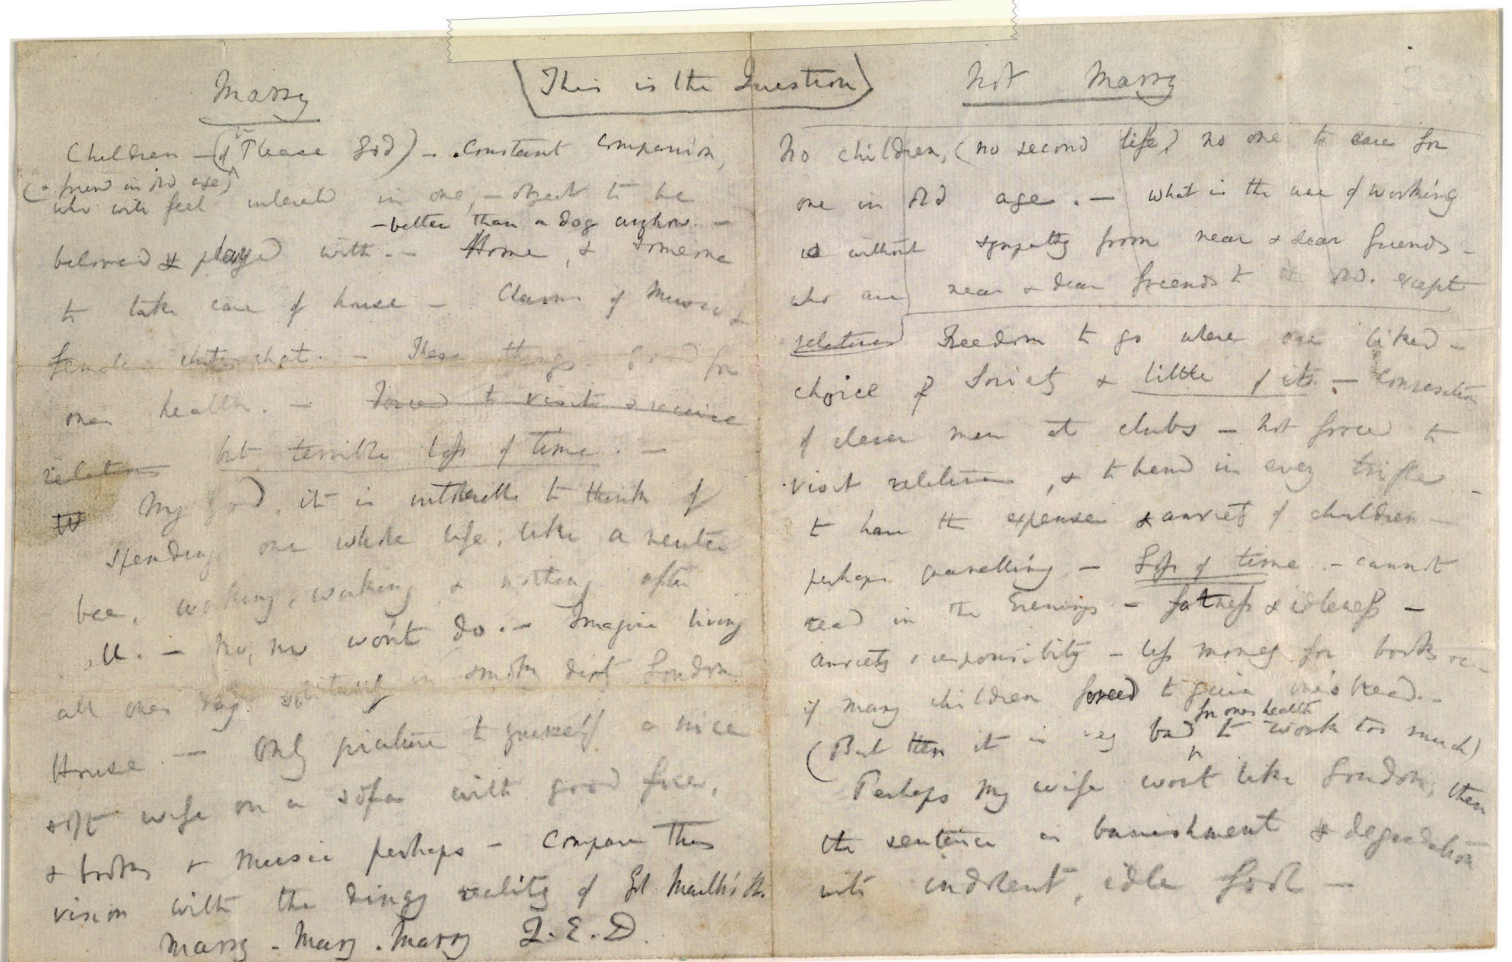 This is the Question
Marry
Children — (if it Please God) — Constant companion,
(& friend in old age)
who will feel interested in one, — object to be
— better than a dog anyhow. —
beloved & played with. — Home, & someone
to take care of house — Charms of music &
female chit-chat. — These things good for
one's health. — Forced to visit & receive
relations but terrible loss of time. —
W My God, it is intolerable to think of
spending ones whole life, like a neuter
bee, working, working, & nothing after
all. — No, no won't do. — Imagine living
all one's day solitarily in smoky dirty London
House. — Only picture to yourself a nice
soft wife on a sofa with good fire,
& books & music perhaps — Compare this
vision with the dingy reality of Grt. Marlbro' St.
Marry — Mary — Marry Q.E.D.
Not Marry
No children, (no second life), no one to care for
one in old age. — What is the use of working
without sympathy from near & dear friends —
who are near & dear friends to the old, except
relatives Freedom to go where one liked —
choice of Society & little of it. — Conversation
of clever men at clubs — Not forced to
visit relatives, & to bend in every trifle —
to have the expense & anxiety of children —
perhaps quarelling — Loss of time. — cannot
read in the Evenings — fatness & idleness —
Anxiety & responsibility — less money for books &c —
if many children forced to gain one's bread. —
(But then it is very bad for ones health to work too much)
Perhaps my wife wont like London; then
the sentence is banishment & degradation
into indolent, idle fool —